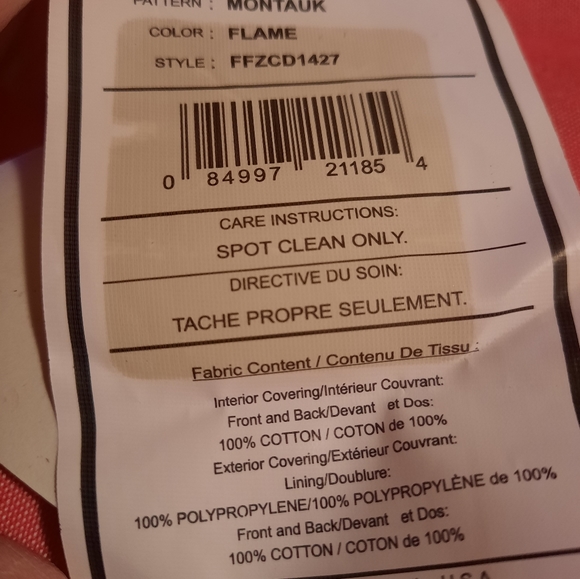 PATTERN : MONTAUK
COLOR : FLAME
STYLE : FFZCD1427
0 84997 21185 4
CARE INSTRUCTIONS:
SPOT CLEAN ONLY.
DIRECTIVE DU SOIN:
TACHE PROPRE SEULEMENT.
Fabric Content / Contenu De Tissu :
Interior Covering/Intérieur Couvrant:
Front and Back/Devant et Dos:
100% COTTON / COTON de 100%
Exterior Covering/Extérieur Couvrant:
Lining/Doublure:
100% POLYPROPYLENE/100% POLYPROPYLÈNE de 100%
Front and Back/Devant et Dos:
100% COTTON / COTON de 100%